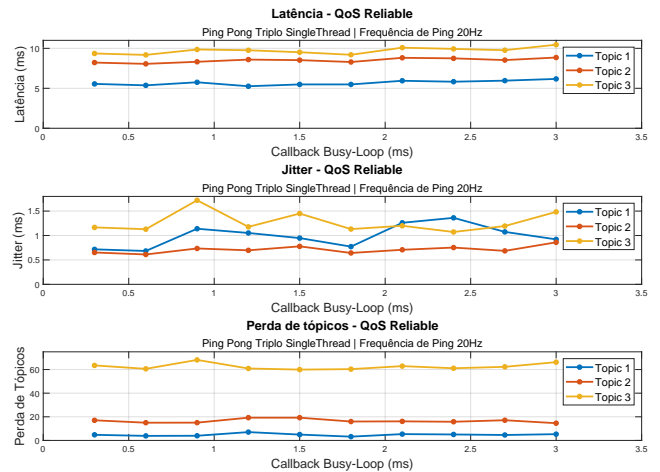 Latência - QoS Reliable
Ping Pong Triplo SingleThread | Frequência de Ping 20Hz
10
5
0
Latência (ms)
Topic 1
Topic 2
Topic 3
0 0.5 1 1.5 2 2.5 3 3.5
Callback Busy-Loop (ms)
Jitter - QoS Reliable
Ping Pong Triplo SingleThread | Frequência de Ping 20Hz
1.5
1
0.5
0
Jitter (ms)
Topic 1
Topic 2
Topic 3
0 0.5 1 1.5 2 2.5 3 3.5
Callback Busy-Loop (ms)
Perda de tópicos - QoS Reliable
Ping Pong Triplo SingleThread | Frequência de Ping 20Hz
60
40
20
0
Perda de Tópicos
Topic 1
Topic 2
Topic 3
0 0.5 1 1.5 2 2.5 3 3.5
Callback Busy-Loop (ms)